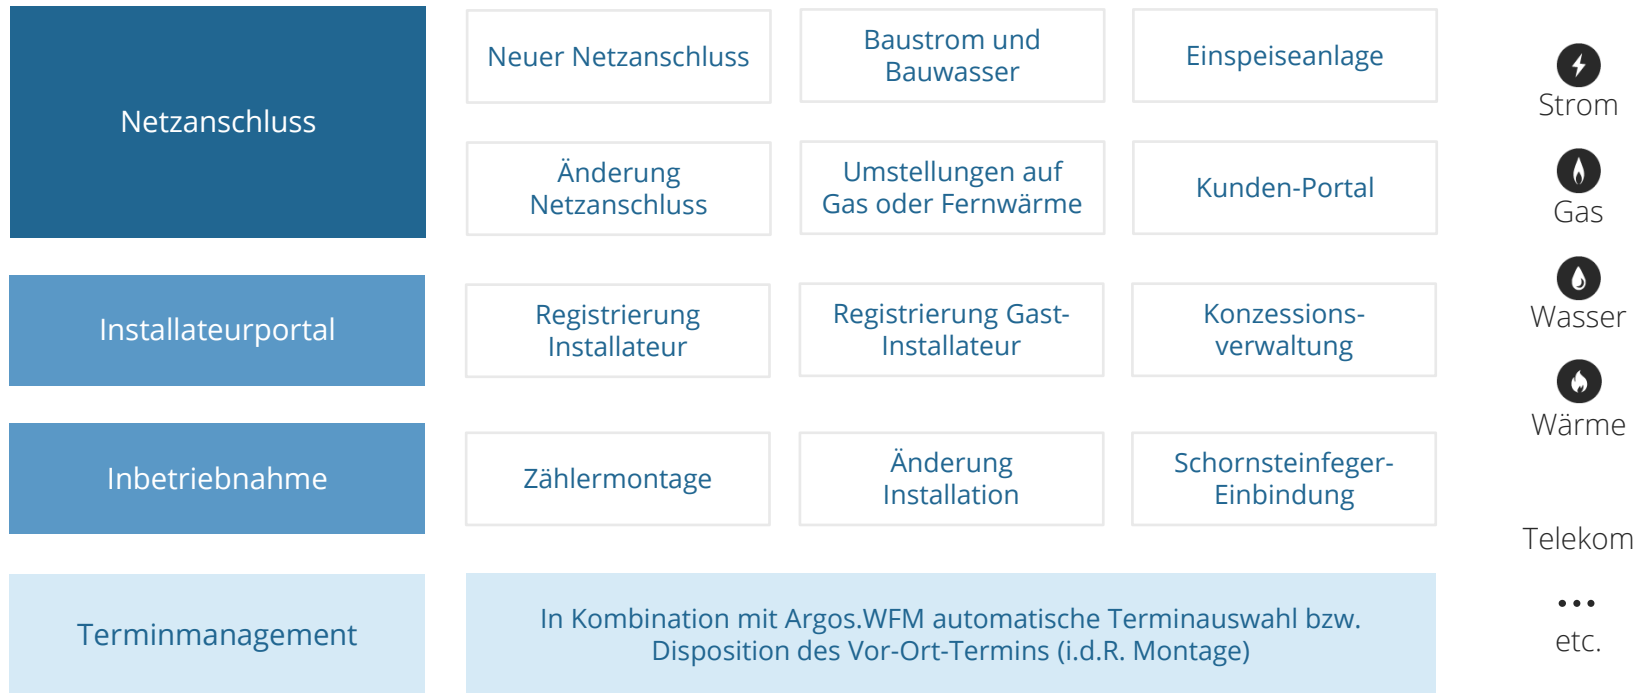 Netzanschluss
Neuer Netzanschluss
Baustrom und
Bauwasser
Einspeiseanlage
Änderung
Netzanschluss
Umstellungen auf
Gas oder Fernwärme
Kunden-Portal
Installateurportal
Registrierung
Installateur
Registrierung Gast-
Installateur
Konzessions-
verwaltung
Inbetriebnahme
Zählermontage
Änderung
Installation
Schornsteinfeger-
Einbindung
Terminmanagement
In Kombination mit Argos.WFM automatische Terminauswahl bzw.
Disposition des Vor-Ort-Termins (i.d.R. Montage)
Strom
Gas
Wasser
Wärme
Telekom
...
etc.